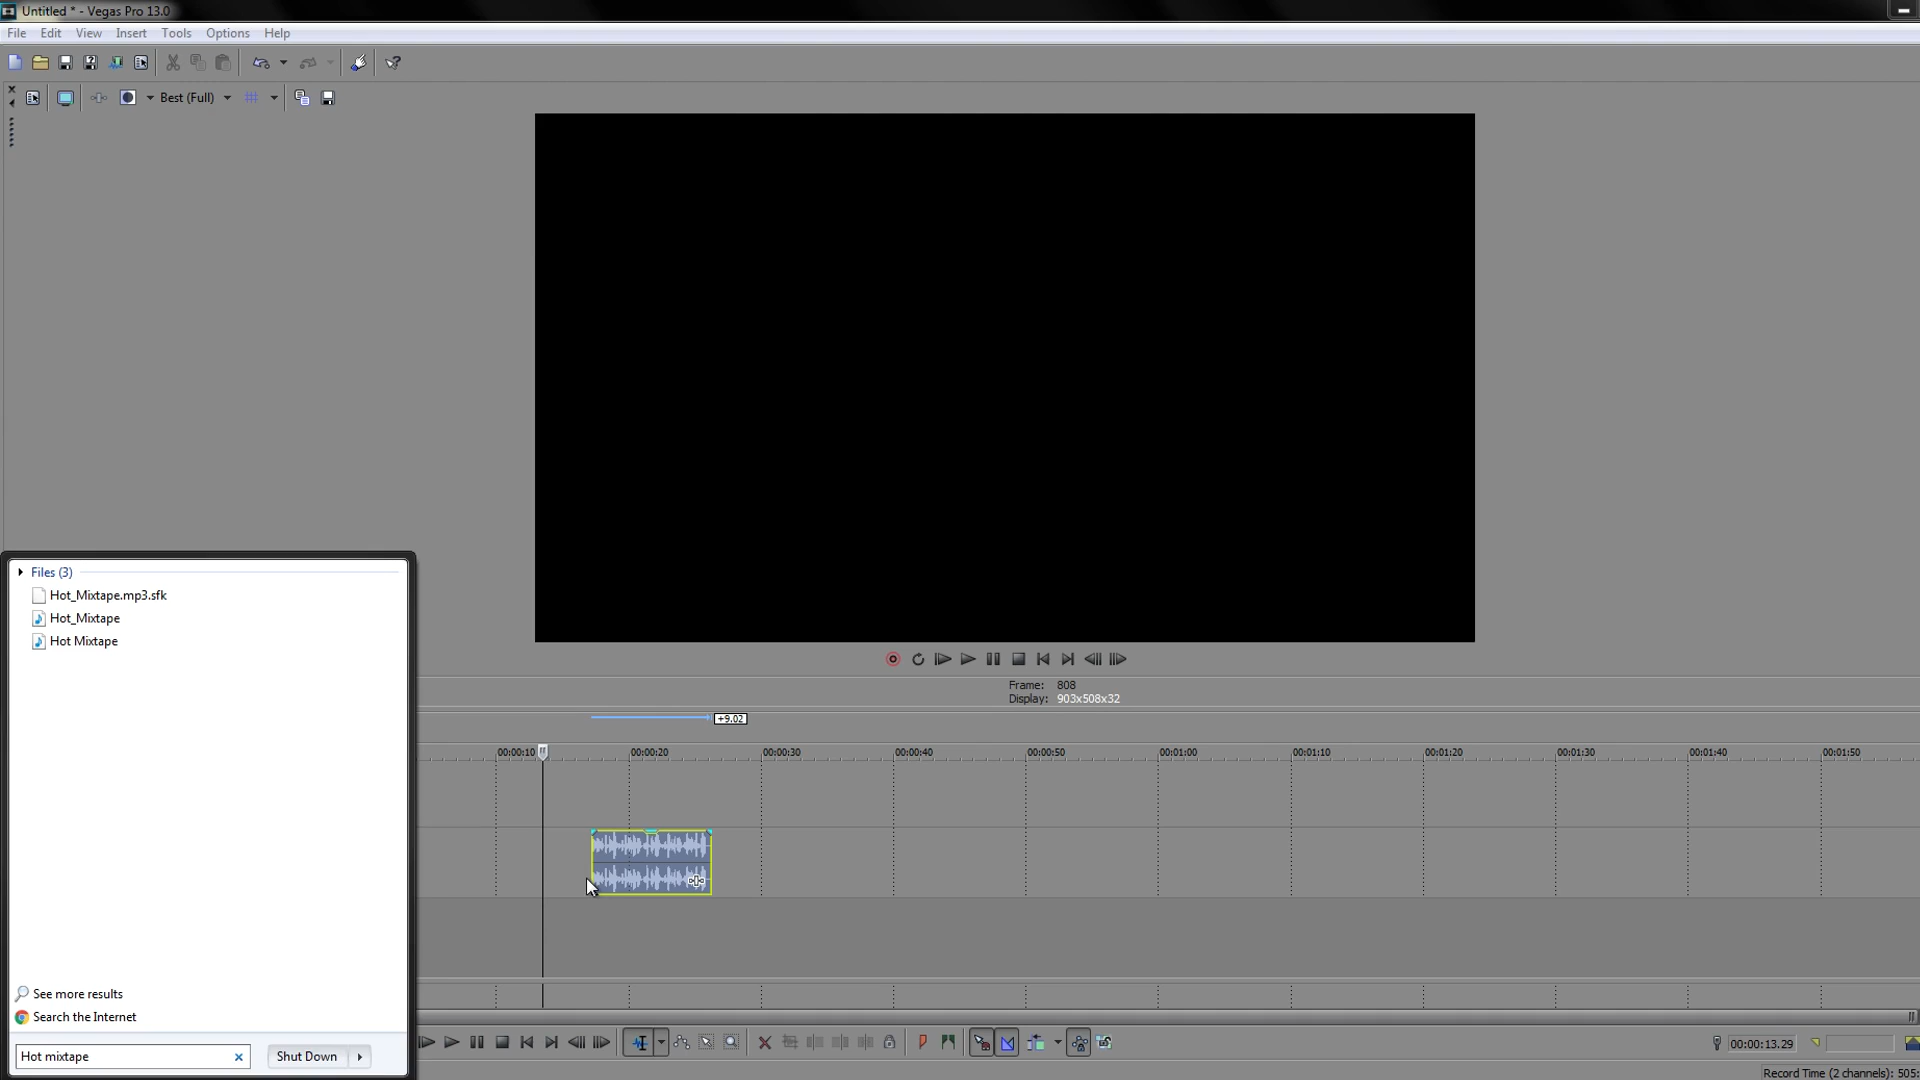 Untitled * - Vegas Pro 13.0
File Edit View Insert Tools Options Help
Best (Full)
Files (3)
Hot_Mixtape.mp3.sfk
Hot_Mixtape
Hot Mixtape
Frame: 808
Display: 903x508x32
+9.02
00:00:10 00:00:20 00:00:30 00:00:40 00:00:50 00:01:00 00:01:10 00:01:20 00:01:30 00:01:40 00:01:50
See more results
Search the Internet
Hot mixtape
Shut Down
00:00:13.29
Record Time (2 channels): 505: